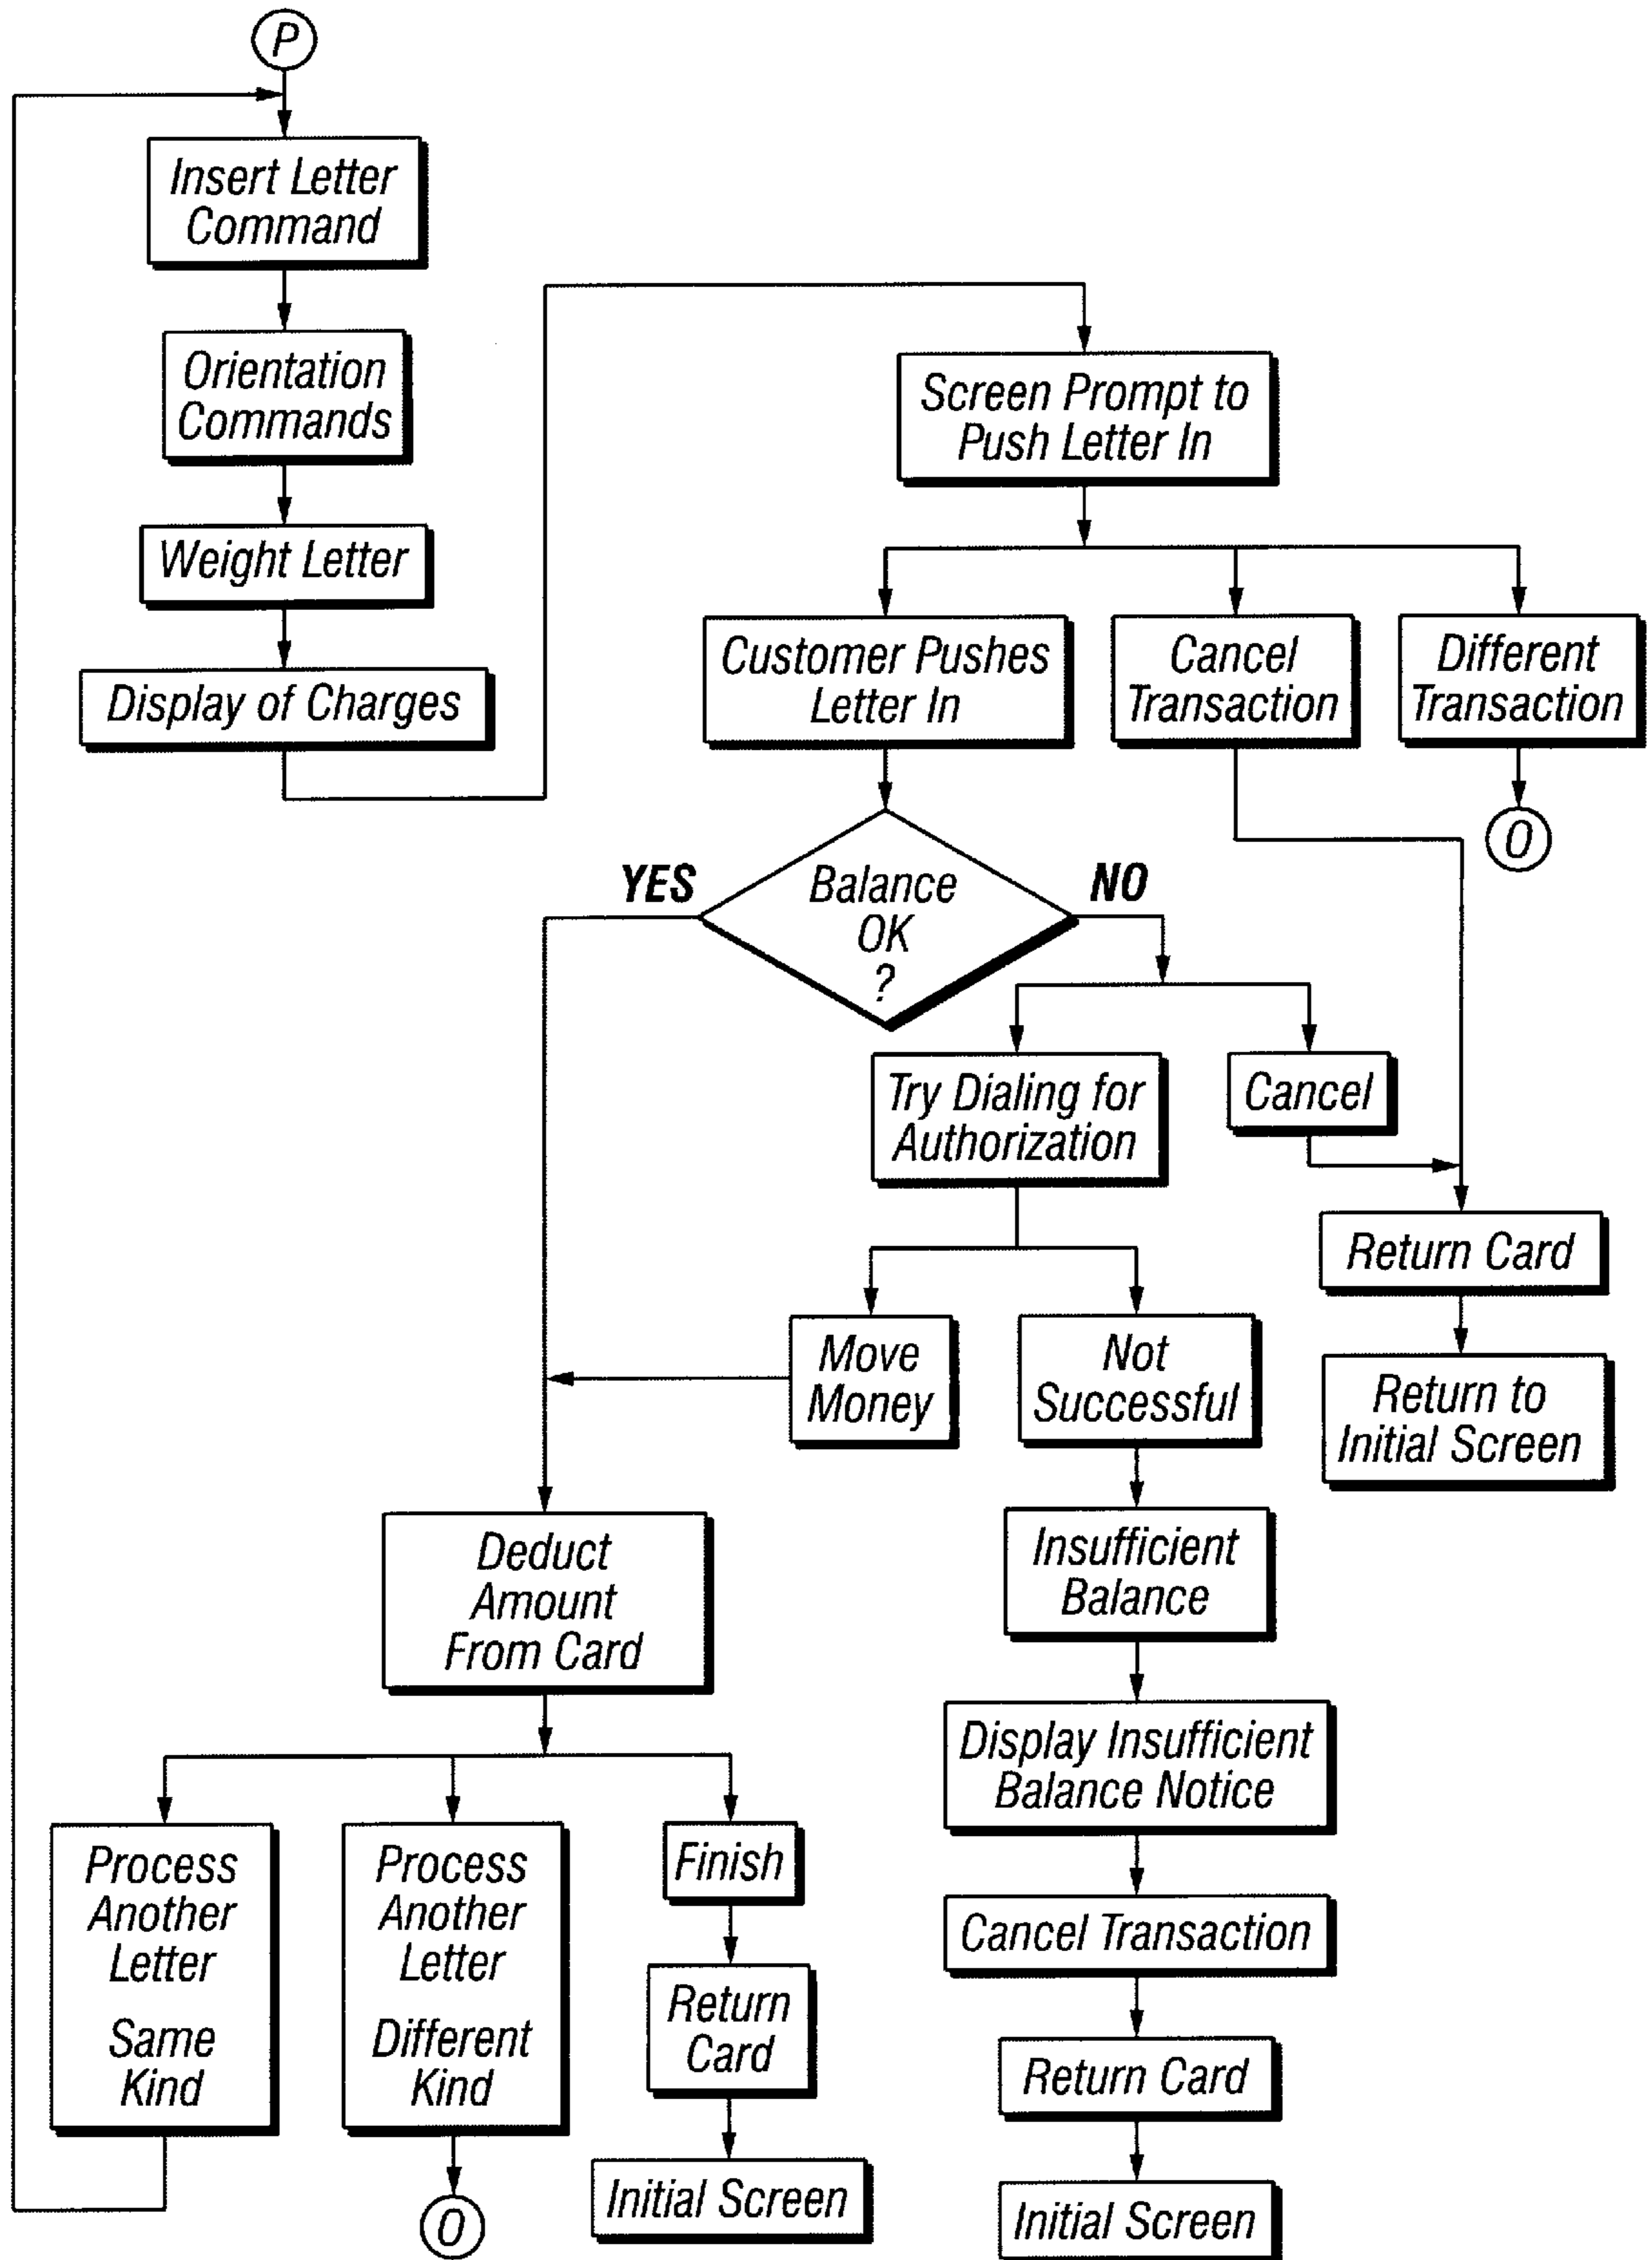 P
Insert Letter
Command
Orientation
Commands
Weight Letter
Display of Charges
Screen Prompt to
Push Letter In
Customer Pushes
Letter In
Cancel
Transaction
Different
Transaction
O
YES
Balance
OK
?
NO
Try Dialing for
Authorization
Cancel
Return Card
Return to
Initial Screen
Move
Money
Not
Successful
Insufficient
Balance
Display Insufficient
Balance Notice
Cancel Transaction
Return Card
Initial Screen
Deduct
Amount
From Card
Process
Another
Letter
Same
Kind
Process
Another
Letter
Different
Kind
O
Finish
Return
Card
Initial Screen